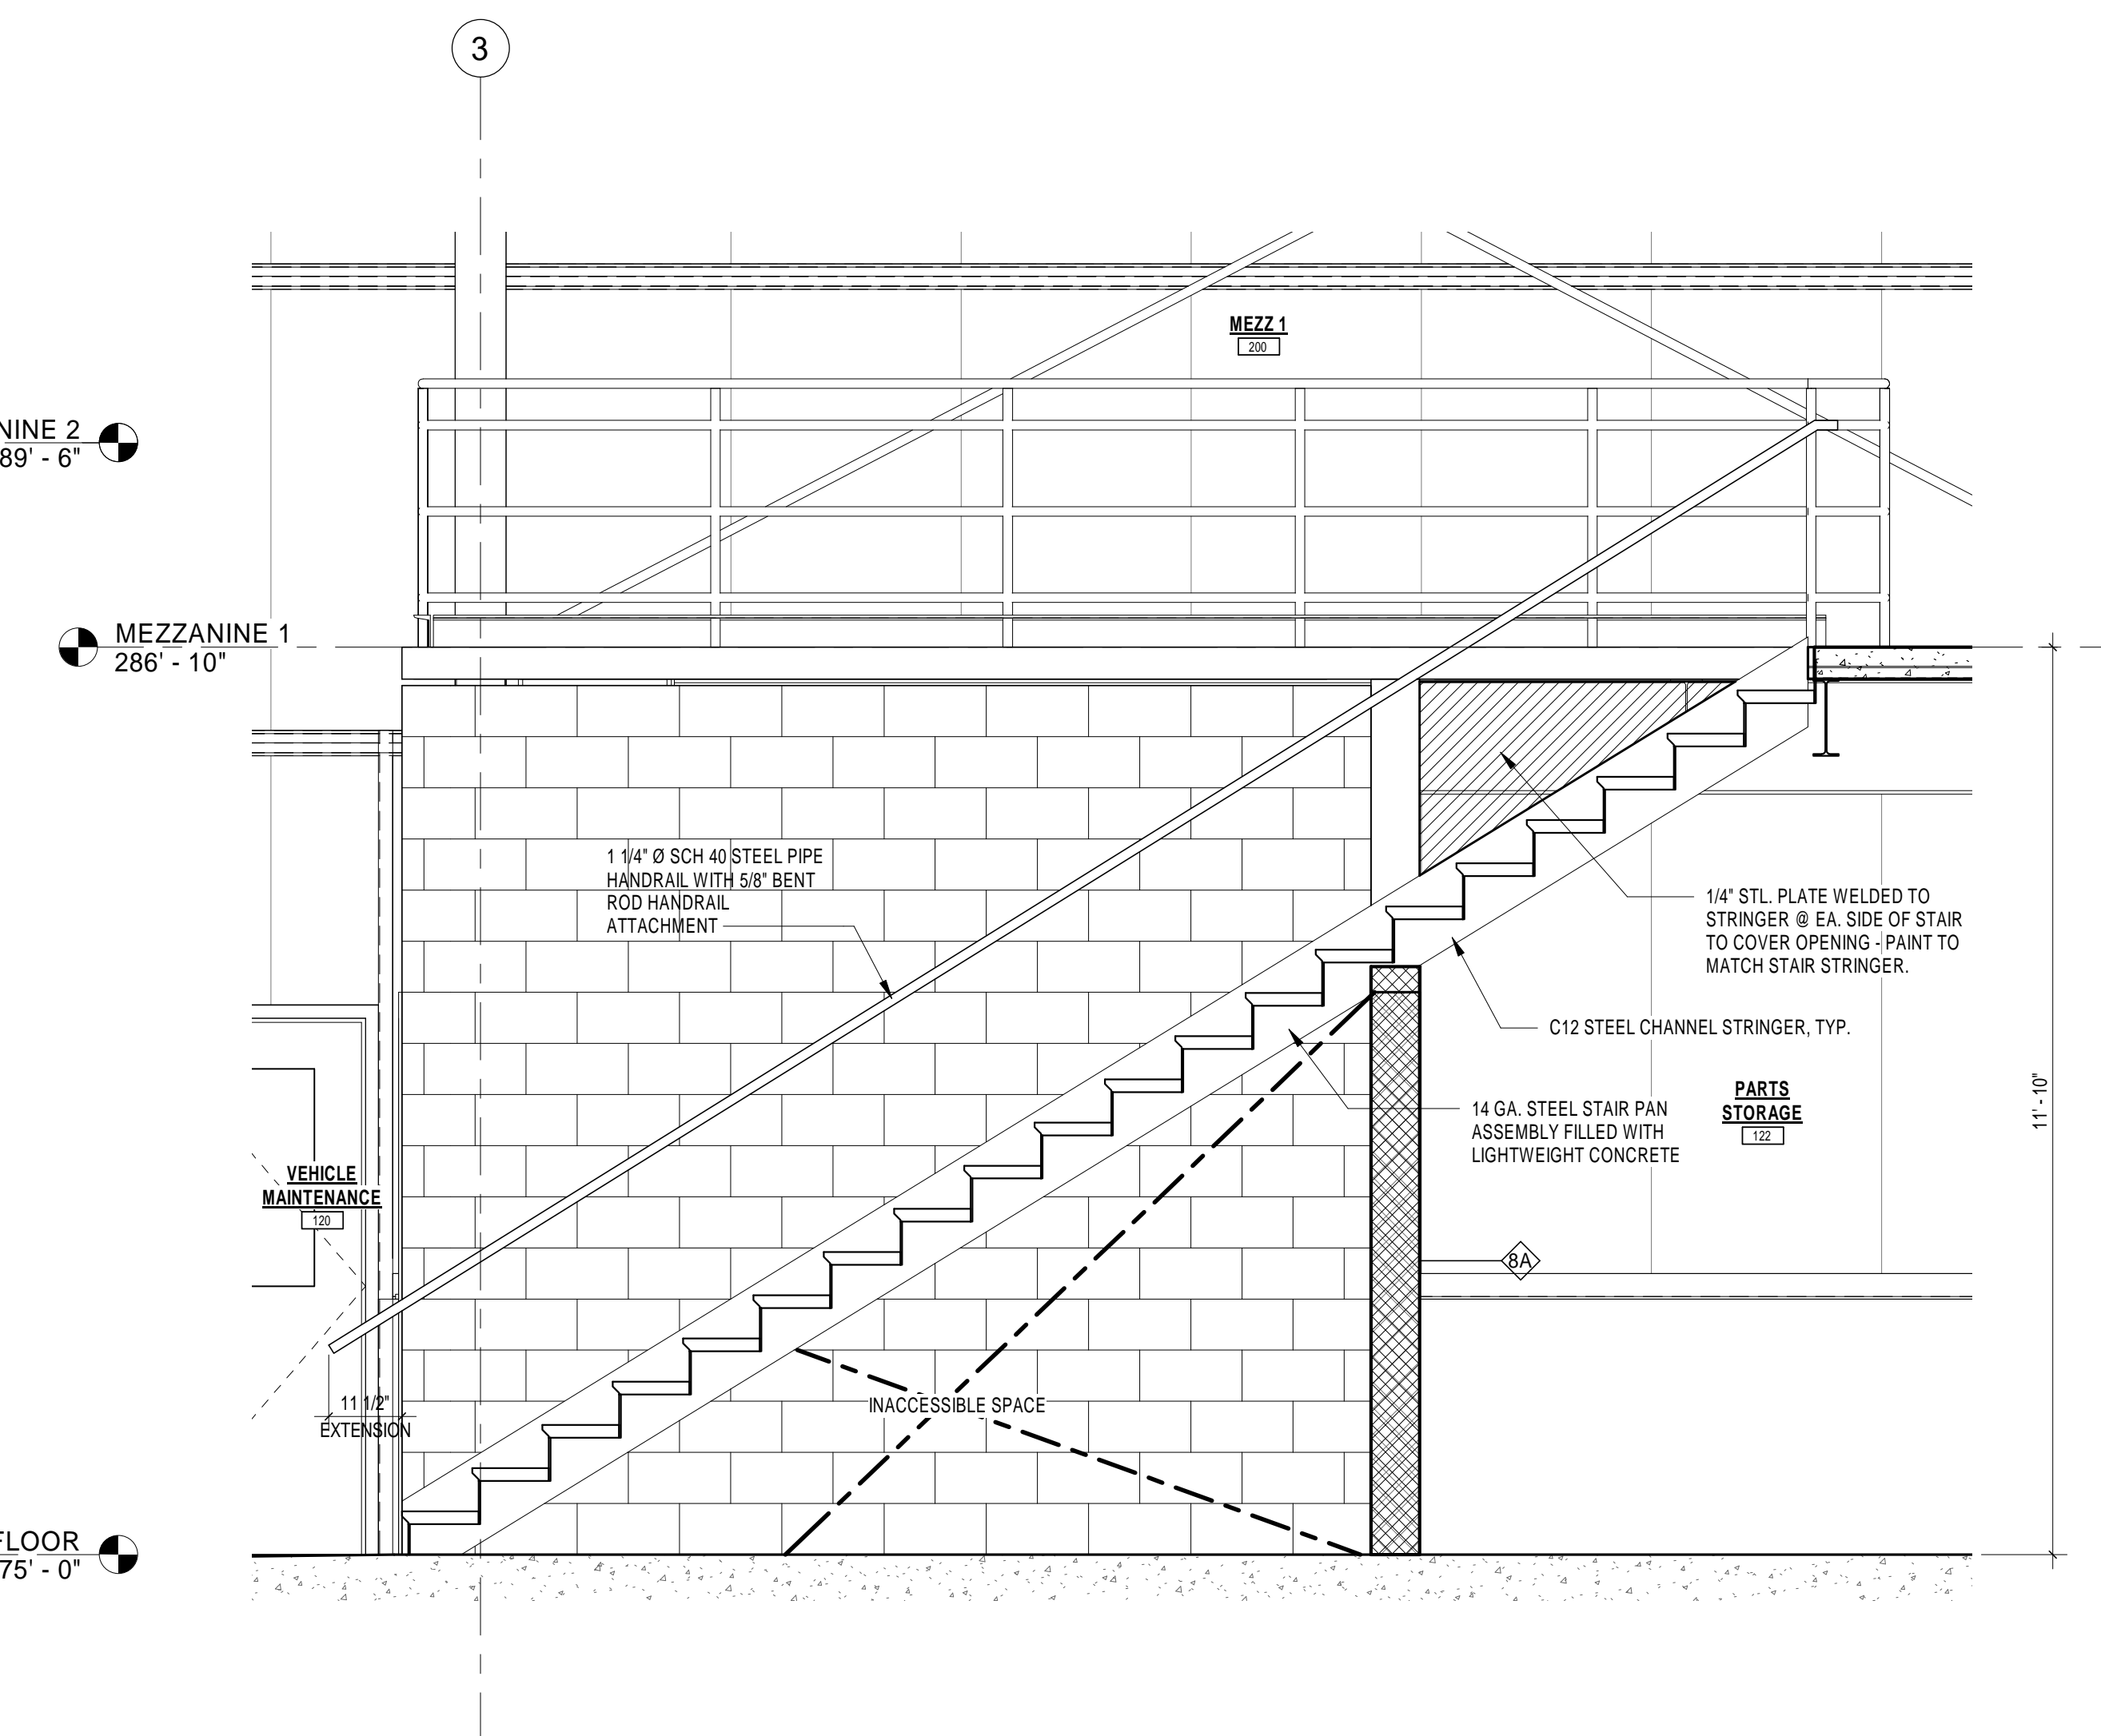 3
MEZZ 1
200
NINE 2
89' - 6"
MEZZANINE 1
286' - 10"
1 1/4" Ø SCH 40 STEEL PIPE
HANDRAIL WITH 5/8" BENT
ROD HANDRAIL
ATTACHMENT
1/4" STL. PLATE WELDED TO
STRINGER @ EA. SIDE OF STAIR
TO COVER OPENING - PAINT TO
MATCH STAIR STRINGER.
C12 STEEL CHANNEL STRINGER, TYP.
14 GA. STEEL STAIR PAN
ASSEMBLY FILLED WITH
LIGHTWEIGHT CONCRETE
PARTS
STORAGE
122
11' - 10"
VEHICLE
MAINTENANCE
120
8A
11 1/2"
EXTENSION
INACCESSIBLE SPACE
FLOOR
75' - 0"